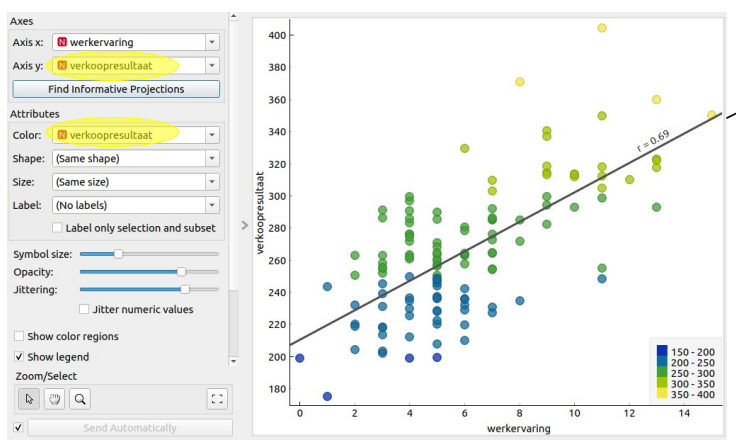 Axes
Axis x: N werkervaring
Axis y: N verkoopresultaat
Find Informative Projections
Attributes
Color: N verkoopresultaat
Shape: (Same shape)
Size: (Same size)
Label: (No labels)
Label only selection and subset
Symbol size:
Opacity:
Jittering:
Jitter numeric values
Show color regions
Show legend
Zoom/Select
Send Automatically
verkoopresultaat
400
380
360
340
320
300
280
260
240
220
200
180
r = 0.69
150 - 200
200 - 250
250 - 300
300 - 350
350 - 400
0 2 4 6 8 10 12 14
werkervaring